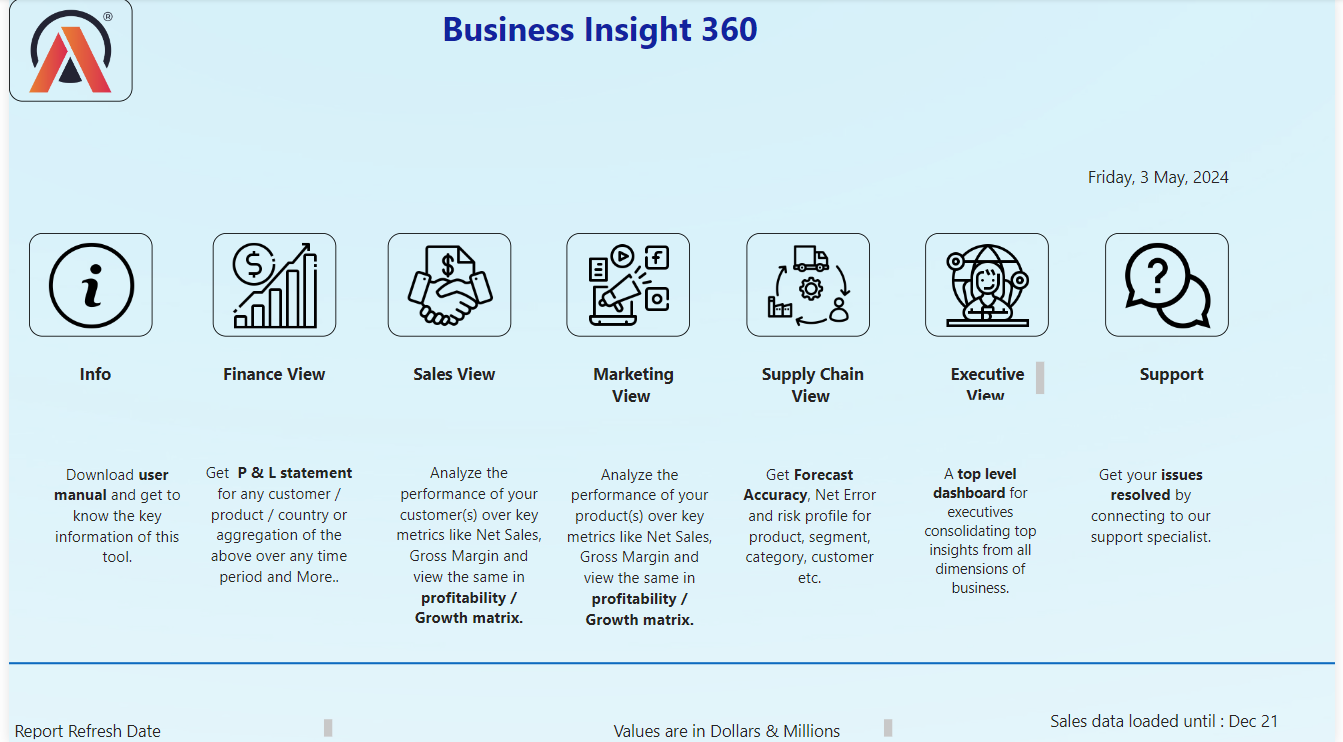 ®
Business Insight 360
Friday, 3 May, 2024
Info
Finance View
Sales View
Marketing
View
Supply Chain
View
Executive
View
Support
Download user
manual and get to
know the key
information of this
tool.
Get P & L statement
for any customer /
product / country or
aggregation of the
above over any time
period and More..
Analyze the
performance of your
customer(s) over key
metrics like Net Sales,
Gross Margin and
view the same in
profitability /
Growth matrix.
Analyze the
performance of your
product(s) over key
metrics like Net Sales,
Gross Margin and
view the same in
profitability /
Growth matrix.
Get Forecast
Accuracy, Net Error
and risk profile for
product, segment,
category, customer
etc.
A top level
dashboard for
executives
consolidating top
insights from all
dimensions of
business.
Get your issues
resolved by
connecting to our
support specialist.
Report Refresh Date
Values are in Dollars & Millions
Sales data loaded until : Dec 21